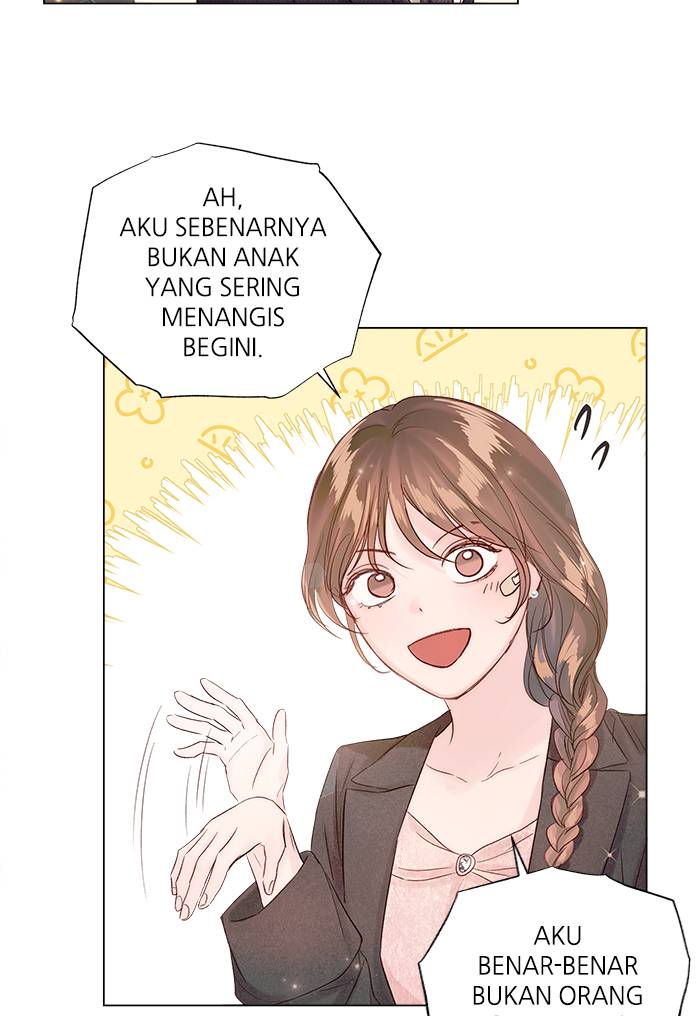 AH,
AKU SEBENARNYA
BUKAN ANAK
YANG SERING
MENANGIS
BEGINI.
AKU
BENAR-BENAR
BUKAN ORANG